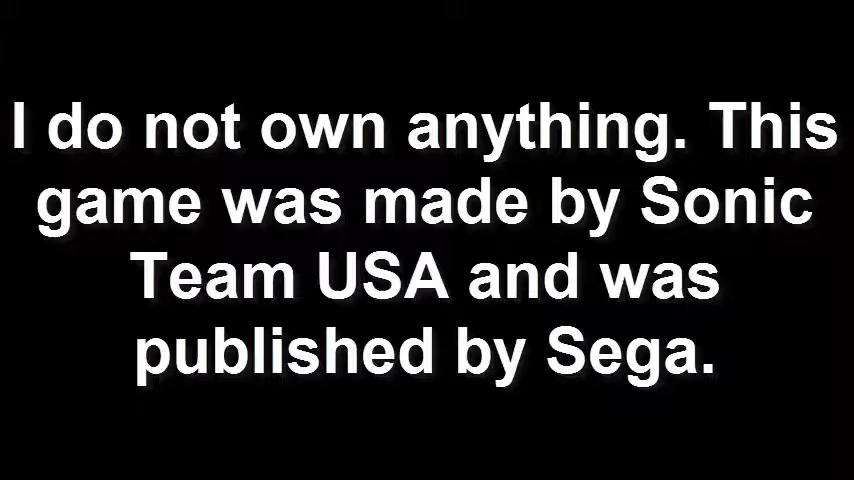 I do not own anything. This
game was made by Sonic
Team USA and was
published by Sega.